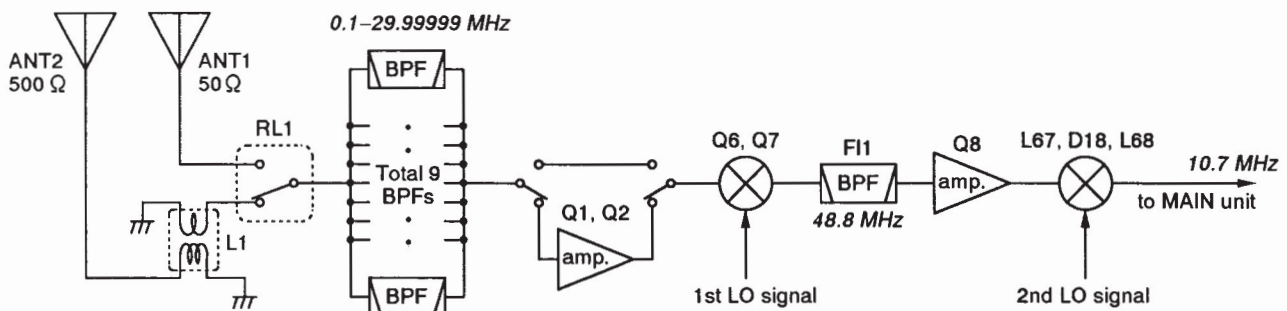 0.1–29.99999 MHz
ANT2
500 Ω
ANT1
50 Ω
BPF
RL1
Total 9
BPFs
L1
BPF
Q1, Q2
amp.
Q6, Q7
1st LO signal
FI1
BPF
48.8 MHz
Q8
amp.
L67, D18, L68
2nd LO signal
10.7 MHz
to MAIN unit